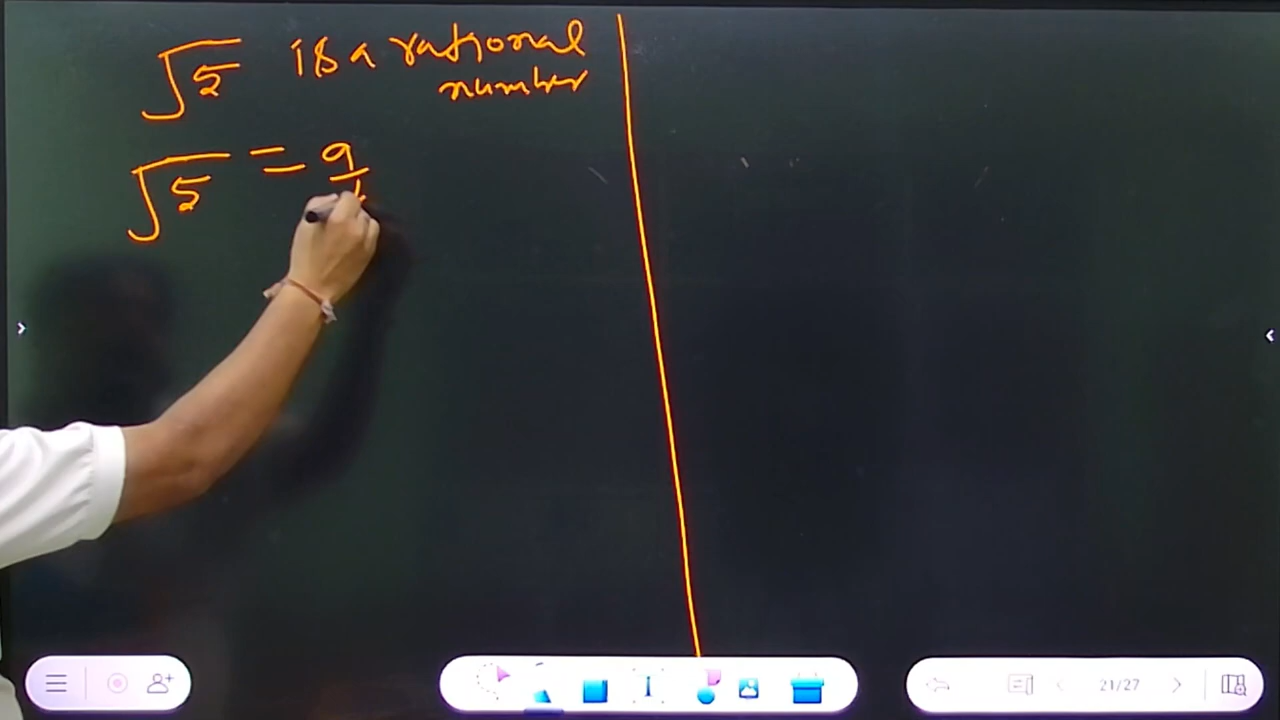 √5 is a rational
number
√5 = a
21/27